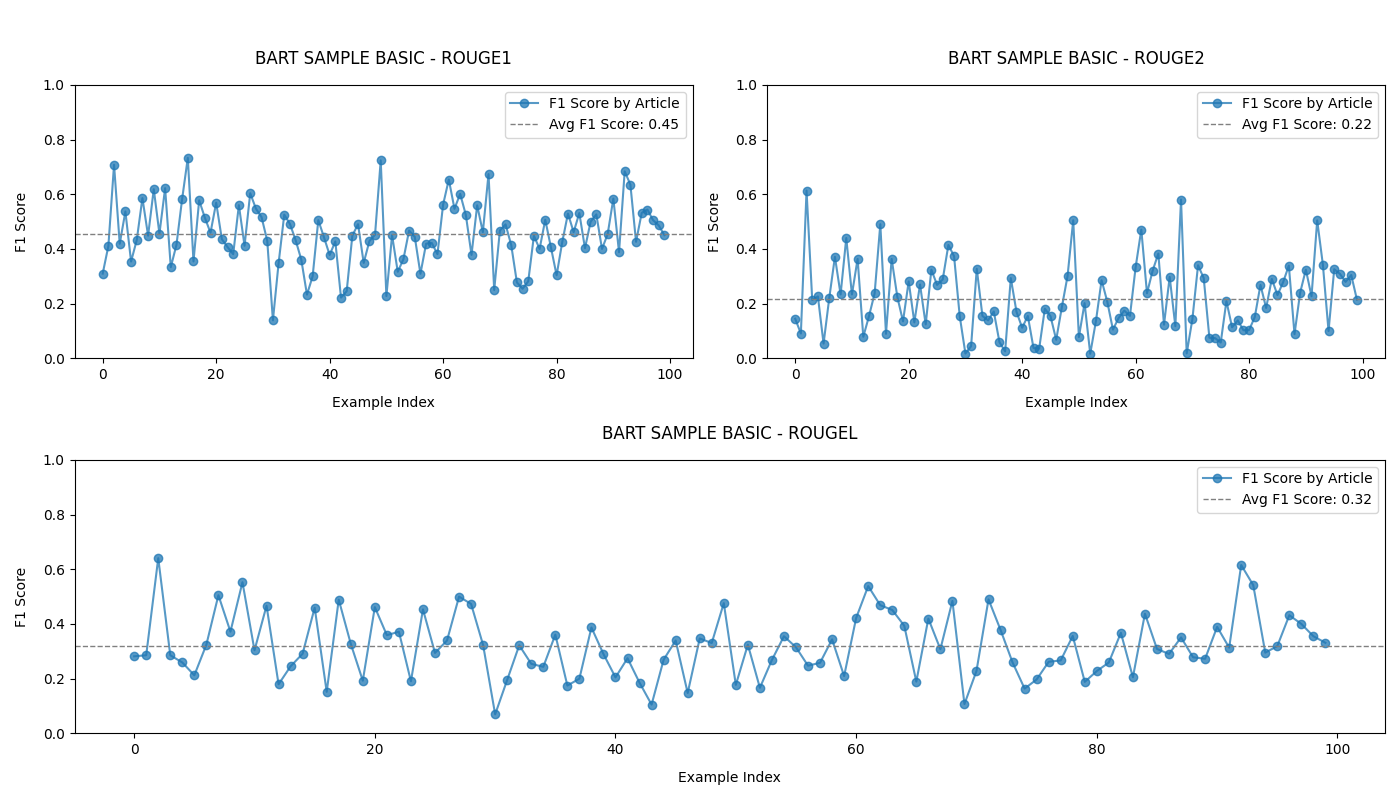 BART SAMPLE BASIC - ROUGE1
1.0
0.8
0.6
0.4
0.2
0.0
F1 Score
F1 Score by Article
Avg F1 Score: 0.45
0 20 40 60 80 100
Example Index
BART SAMPLE BASIC - ROUGE2
1.0
0.8
0.6
0.4
0.2
0.0
F1 Score
F1 Score by Article
Avg F1 Score: 0.22
0 20 40 60 80 100
Example Index
BART SAMPLE BASIC - ROUGEL
1.0
0.8
0.6
0.4
0.2
0.0
F1 Score
F1 Score by Article
Avg F1 Score: 0.32
0 20 40 60 80 100
Example Index